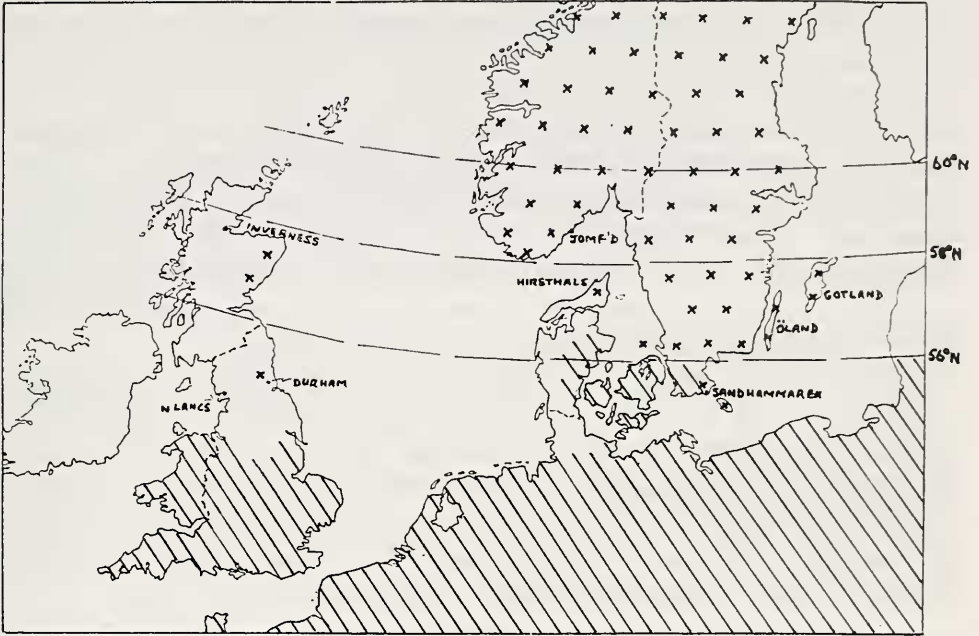 60°N
INVERNESS
JOMF'D
58°N
HIRSTHALS
GOTLAND
ÖLAND
56°N
DURHAM
SANDHAMMAREN
N LANCS